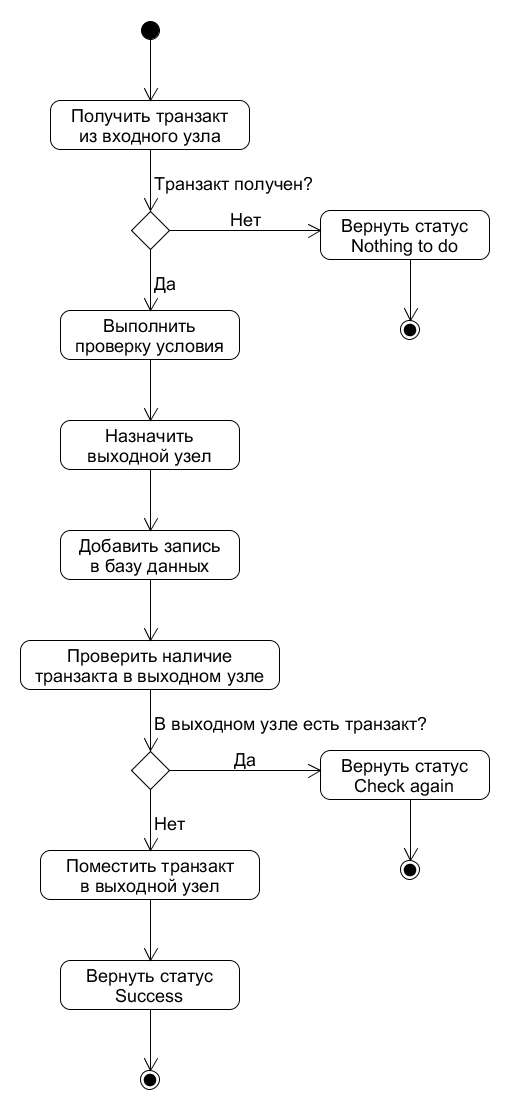 Получить транзакт
из входного узла
Транзакт получен?
Нет
Вернуть статус
Nothing to do
Да
Выполнить
проверку условия
Назначить
выходной узел
Добавить запись
в базу данных
Проверить наличие
транзакта в выходном узле
В выходном узле есть транзакт?
Да
Вернуть статус
Check again
Нет
Поместить транзакт
в выходной узел
Вернуть статус
Success